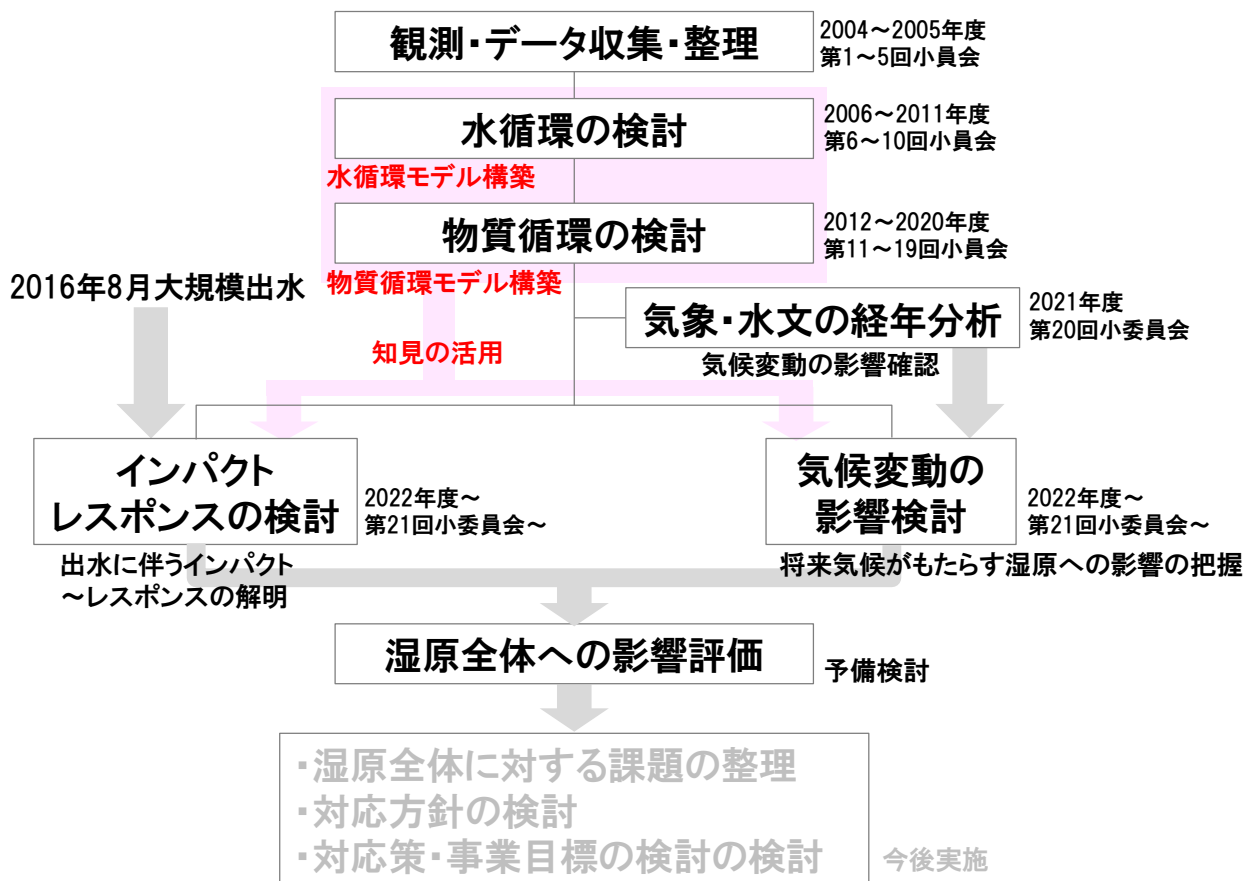 観測・データ収集・整理
2004～2005年度
第1～5回小員会
水循環の検討
2006～2011年度
第6～10回小員会
水循環モデル構築
物質循環の検討
2012～2020年度
第11～19回小員会
2016年8月大規模出水
物質循環モデル構築
気象・水文の経年分析
2021年度
第20回小委員会
知見の活用
気候変動の影響確認
インパクト
レスポンスの検討
2022年度～
第21回小委員会～
気候変動の
影響検討
2022年度～
第21回小委員会～
出水に伴うインパクト
～レスポンスの解明
将来気候がもたらす湿原への影響の把握
湿原全体への影響評価
予備検討
・湿原全体に対する課題の整理
・対応方針の検討
・対応策・事業目標の検討の検討
今後実施